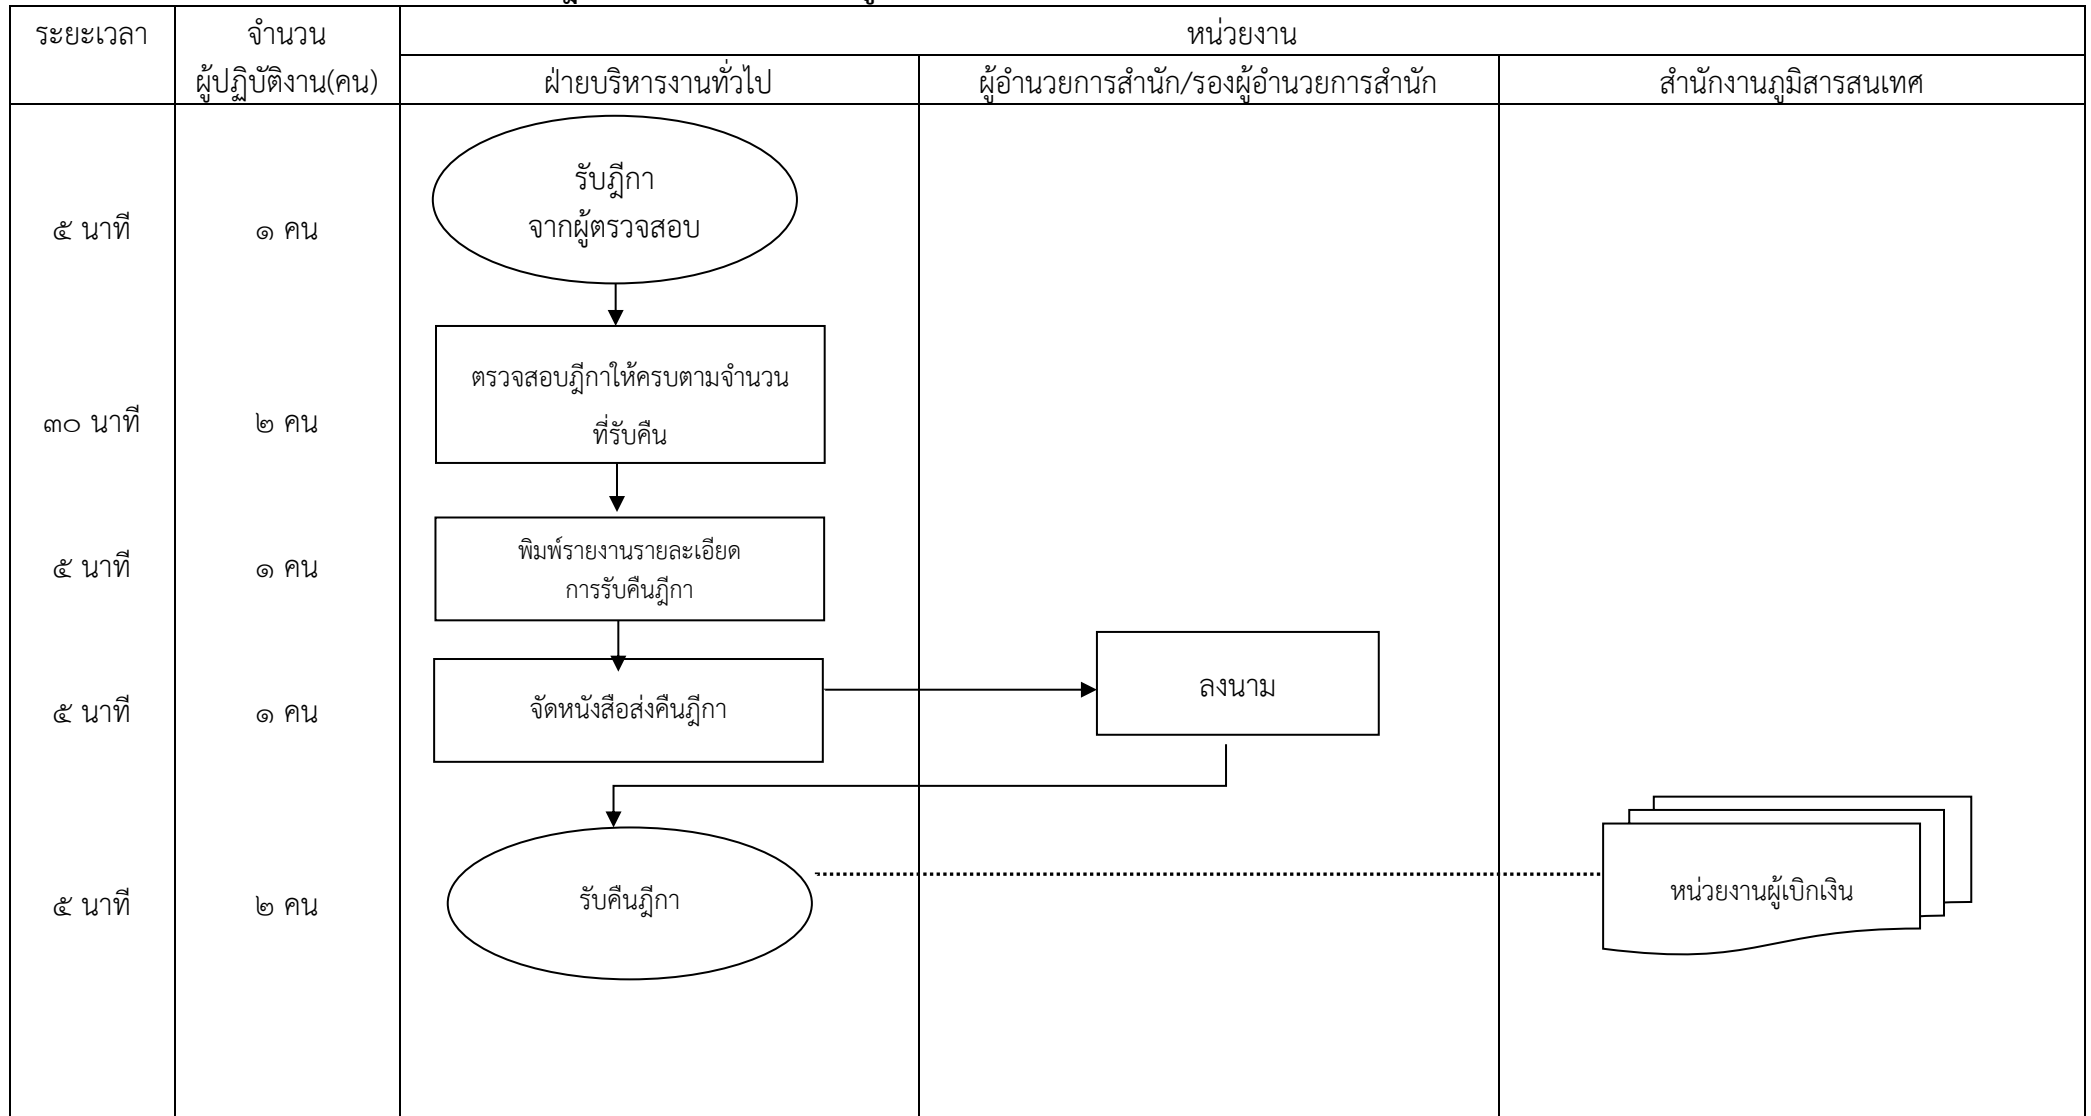 ระยะเวลา
จำนวน
ผู้ปฏิบัติงาน(คน)
หน่วยงาน
ฝ่ายบริหารงานทั่วไป
ผู้อำนวยการสำนัก/รองผู้อำนวยการสำนัก
สำนักงานภูมิสารสนเทศ
๕ นาที
๑ คน
รับฎีกา
จากผู้ตรวจสอบ
๓๐ นาที
๒ คน
ตรวจสอบฎีกาให้ครบตามจำนวน
ที่รับคืน
๕ นาที
๑ คน
พิมพ์รายงานรายละเอียด
การรับคืนฎีกา
๕ นาที
๑ คน
จัดหนังสือส่งคืนฎีกา
ลงนาม
๕ นาที
๒ คน
รับคืนฎีกา
หน่วยงานผู้เบิกเงิน